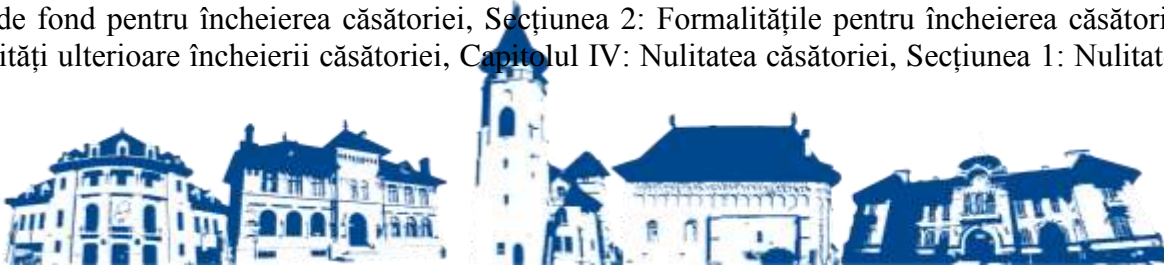 de fond pentru încheierea căsătoriei, Secțiunea 2: Formalitățile pentru încheierea căsători
ități ulterioare încheierii căsătoriei, Capitolul IV: Nulitatea căsătoriei, Secțiunea 1: Nulitat